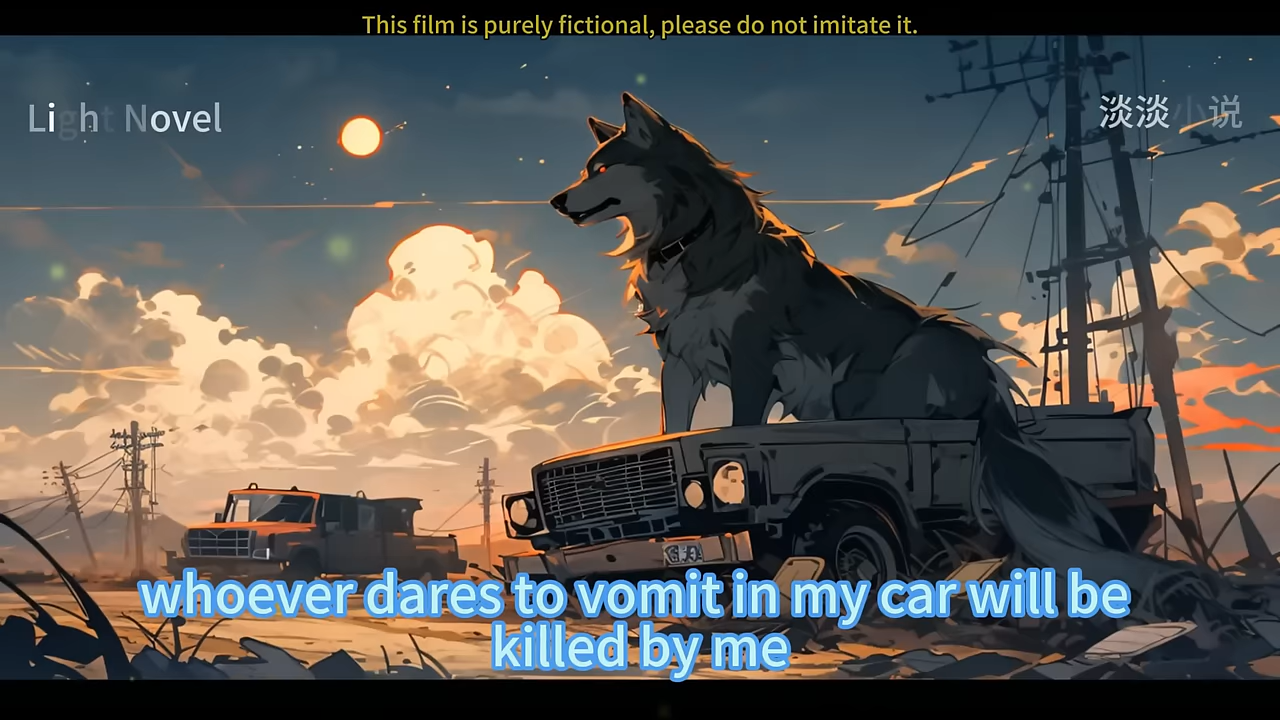 This film is purely fictional, please do not imitate it.
Light Novel
淡淡小说
whoever dares to vomit in my car will be
killed by me